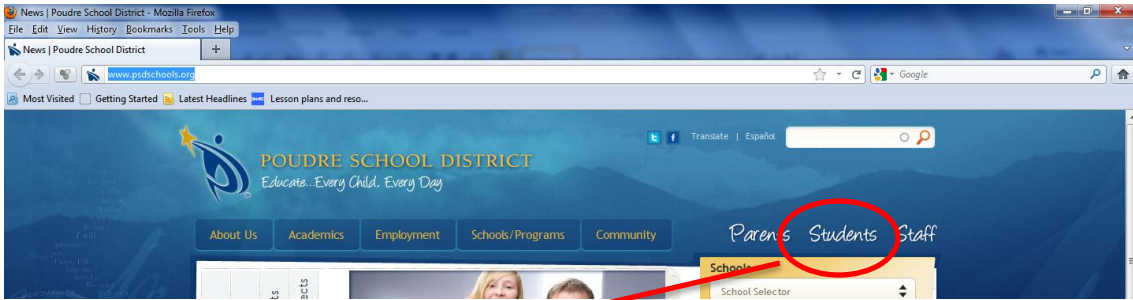 News | Poudre School District - Mozilla Firefox
File Edit View History Bookmarks Tools Help
News | Poudre School District +
www.psdschools.org Google
Most Visited Getting Started Latest Headlines Lesson plans and reso...
Translate | Español
POUDRE SCHOOL DISTRICT
Educate...Every Child, Every Day
About Us Academics Employment Schools/Programs Community
Parents Students Staff
Schools
School Selector